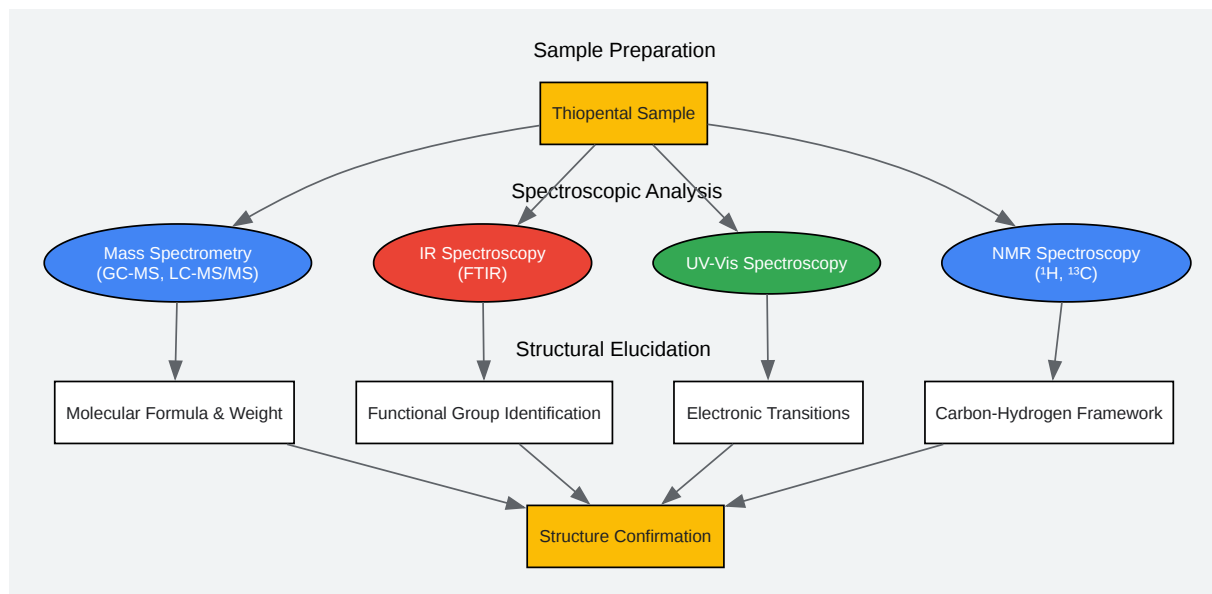 Sample Preparation
Thiopental Sample
Spectroscopic Analysis
Mass Spectrometry
(GC-MS, LC-MS/MS)
IR Spectroscopy
(FTIR)
UV-Vis Spectroscopy
NMR Spectroscopy
(¹H, ¹³C)
Structural Elucidation
Molecular Formula & Weight
Functional Group Identification
Electronic Transitions
Carbon-Hydrogen Framework
Structure Confirmation